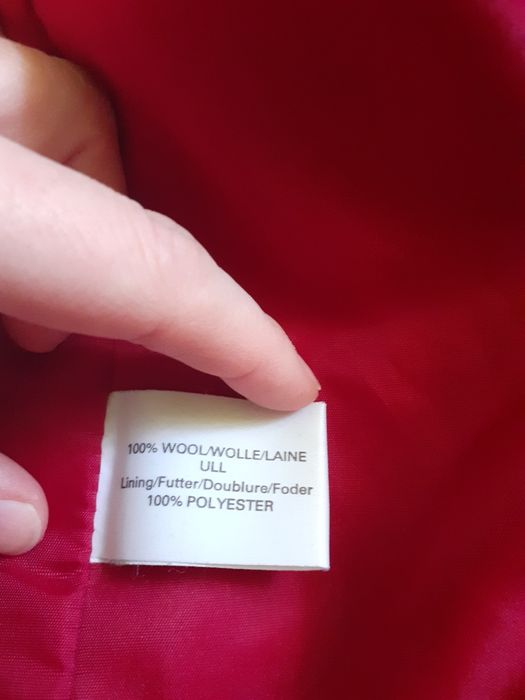 100% WOOL/WOLLE/LAINE
ULL
Lining/Futter/Doublure/Foder
100% POLYESTER